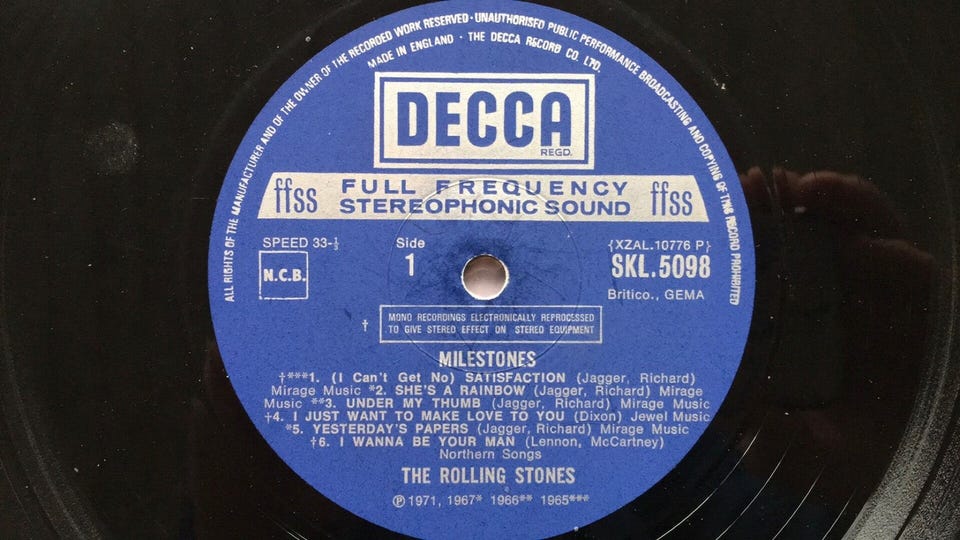 ALL RIGHTS OF THE MANUFACTURER AND OF THE OWNER OF THE RECORDED WORK RESERVED · UNAUTHORISED PUBLIC PERFORMANCE BROADCASTING AND COPYING OF THIS RECORD PROHIBITED
MADE IN ENGLAND · THE DECCA RECORD CO. LTD.
DECCA
REGD.
ffss FULL FREQUENCY ffss
STEREOPHONIC SOUND
SPEED 33-⅓ Side {XZAL.10776 P}
N.C.B. 1 SKL.5098
Britico., GEMA
† MONO RECORDINGS ELECTRONICALLY REPROCESSED
TO GIVE STEREO EFFECT ON STEREO EQUIPMENT
MILESTONES
†***1. (I Can't Get No) SATISFACTION (Jagger, Richard)
Mirage Music *2. SHE'S A RAINBOW (Jagger, Richard) Mirage
Music **3. UNDER MY THUMB (Jagger, Richard) Mirage Music
†4. I JUST WANT TO MAKE LOVE TO YOU (Dixon) Jewel Music
*5. YESTERDAY'S PAPERS (Jagger, Richard) Mirage Music
†6. I WANNA BE YOUR MAN (Lennon, McCartney)
Northern Songs
THE ROLLING STONES
℗ 1971, 1967* 1966** 1965***